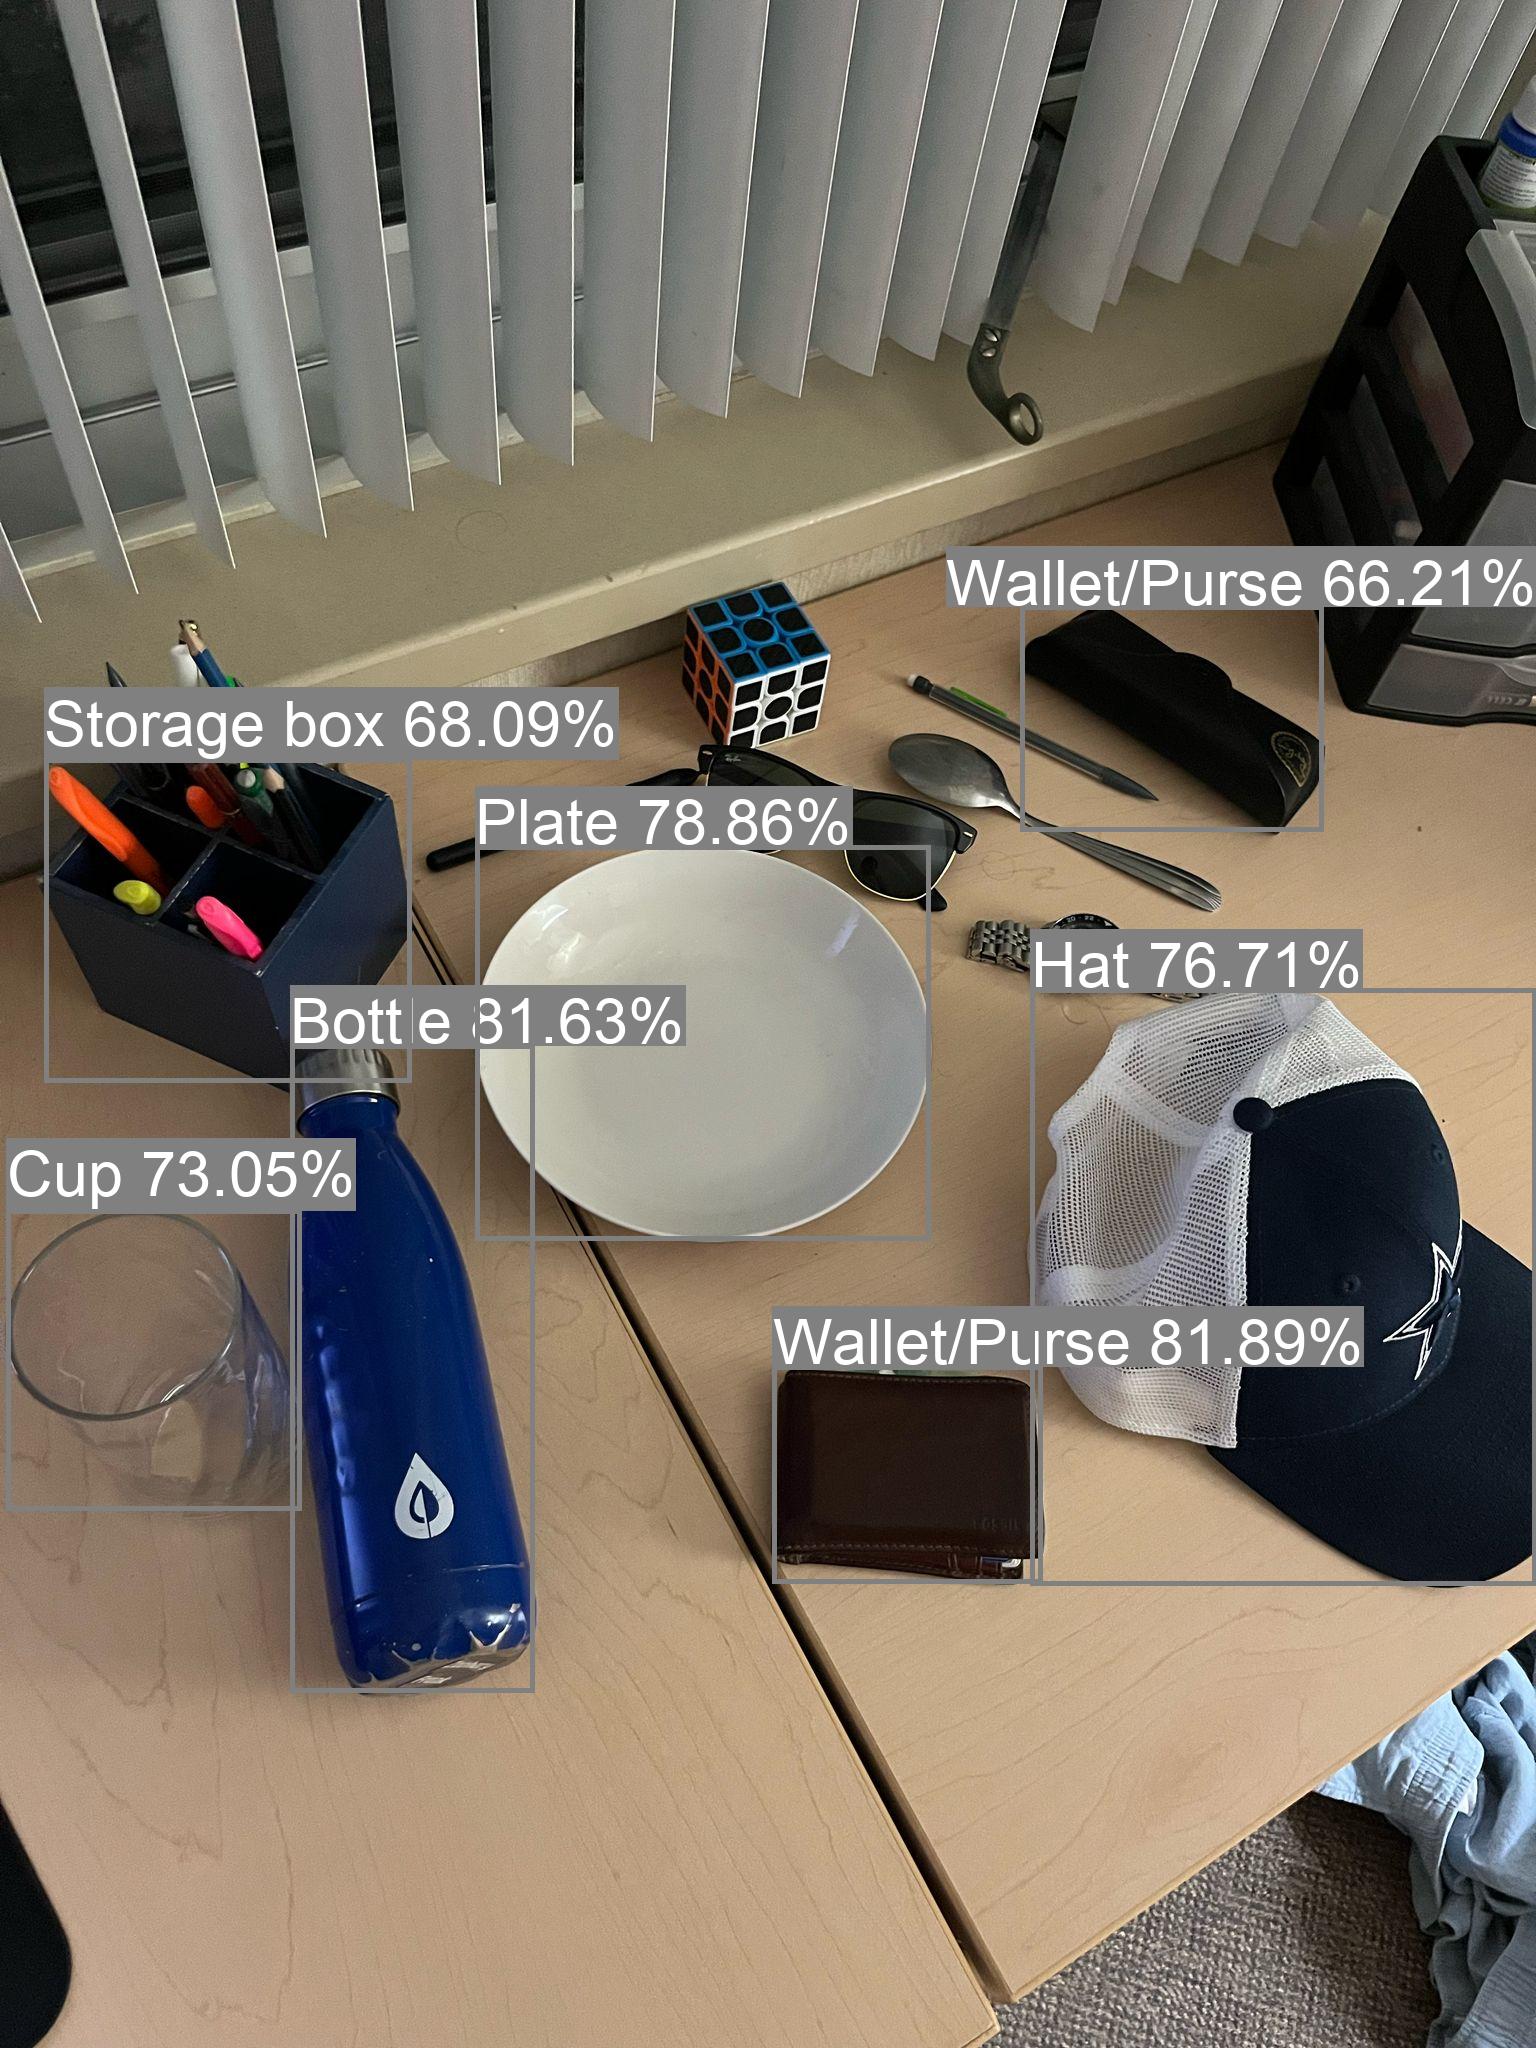 Wallet/Purse 66.21%
Storage box 68.09%
Plate 78.86%
Hat 76.71%
Bottle 81.63%
Cup 73.05%
Wallet/Purse 81.89%